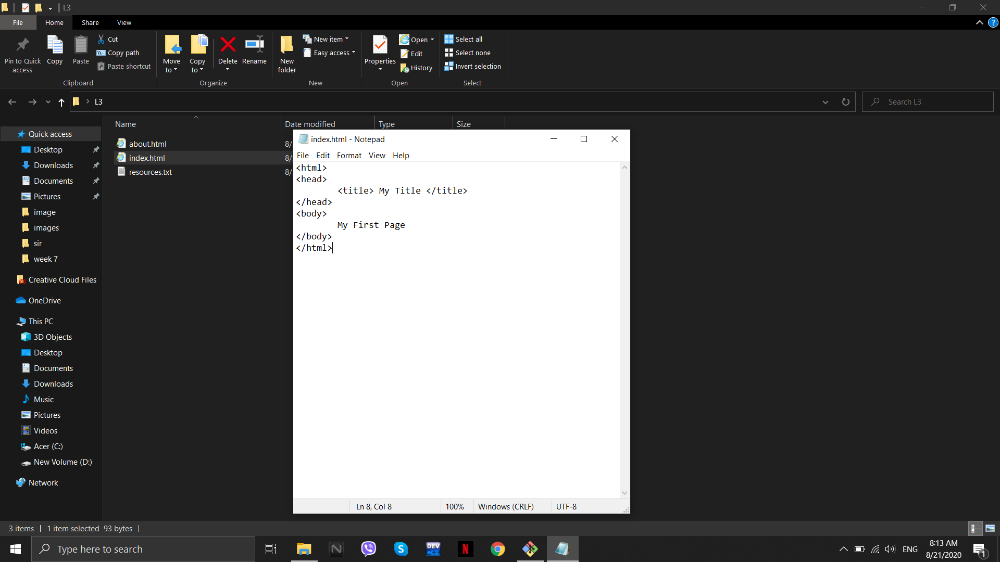 L3
File Home Share View
Pin to Quick access
Copy
Paste
Cut
Copy path
Paste shortcut
Clipboard
Move to
Copy to
Delete
Rename
Organize
New folder
New item
Easy access
New
Properties
Open
Edit
History
Open
Select all
Select none
Invert selection
Select
L3
Search L3
Name Date modified Type Size
Quick access
Desktop
Downloads
Documents
Pictures
image
images
sir
week 7
Creative Cloud Files
OneDrive
This PC
3D Objects
Desktop
Documents
Downloads
Music
Pictures
Videos
Acer (C:)
New Volume (D:)
Network
about.html 8/
index.html 8/
resources.txt 8/
index.html - Notepad
File Edit Format View Help
<html>
<head>
<title> My Title </title>
</head>
<body>
My First Page
</body>
</html>
Ln 8, Col 8 100% Windows (CRLF) UTF-8
3 items 1 item selected 93 bytes
Type here to search
N
S
DEV C++
N
ENG
8:13 AM
8/21/2020
1